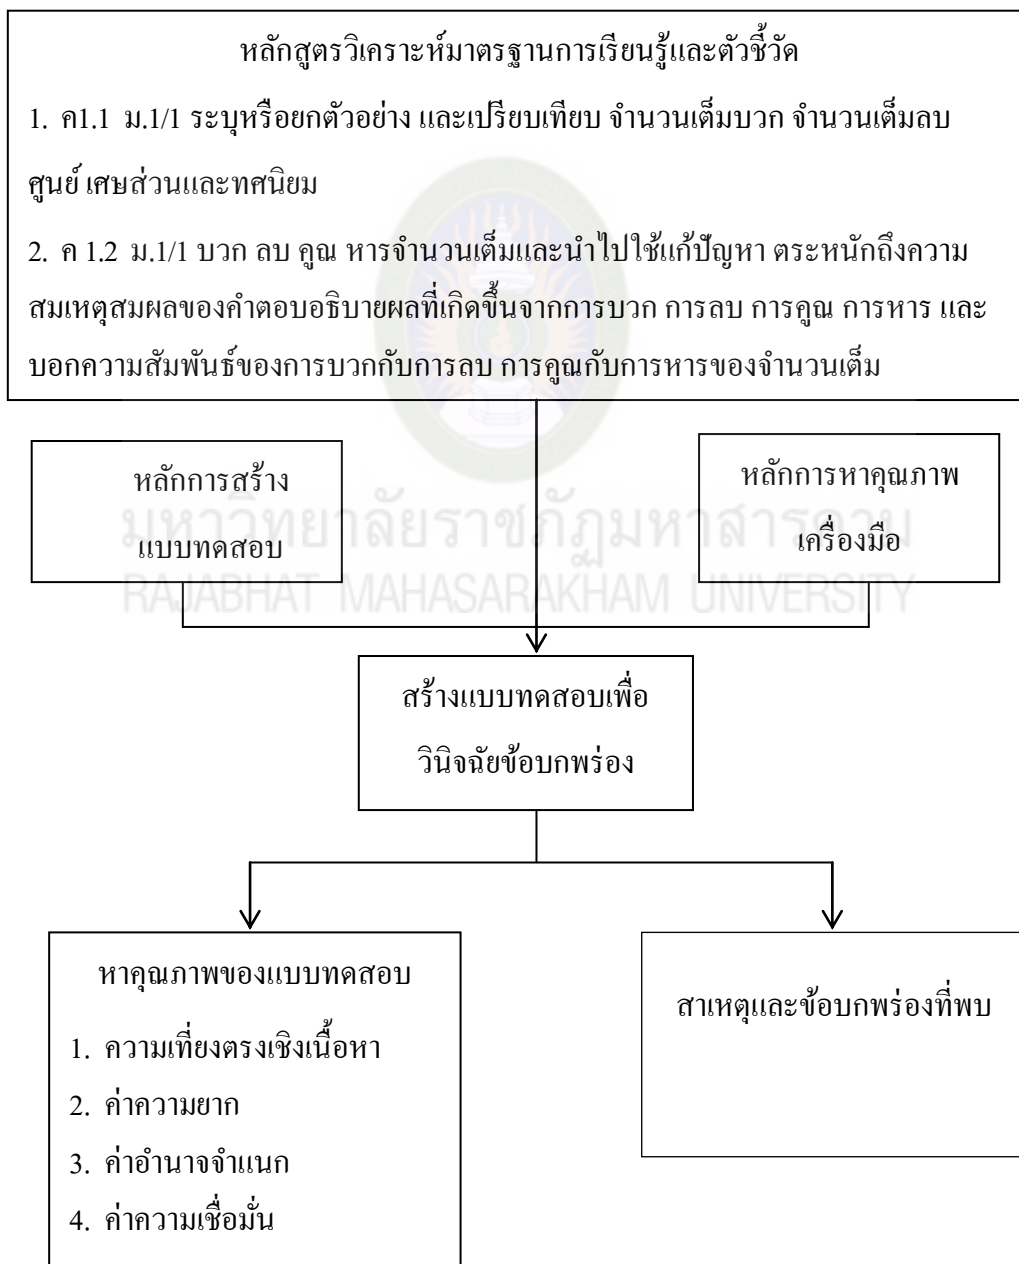 หลักสูตรวิเคราะห์มาตรฐานการเรียนรู้และตัวชี้วัด
1. ค1.1 ม.1/1 ระบุหรือยกตัวอย่าง และเปรียบเทียบ จำนวนเต็มบวก จำนวนเต็มลบ
ศูนย์ เศษส่วนและทศนิยม
2. ค 1.2 ม.1/1 บวก ลบ คูณ หารจำนวนเต็มและนำไปใช้แก้ปัญหา ตระหนักถึงความ
สมเหตุสมผลของคำตอบอธิบายผลที่เกิดขึ้นจากการบวก การลบ การคูณ การหาร และ
บอกความสัมพันธ์ของการบวกกับการลบ การคูณกับการหารของจำนวนเต็ม
หลักการสร้าง
แบบทดสอบ
หลักการหาคุณภาพ
เครื่องมือ
มหาวิทยาลัยราชภัฏมหาสารคาม
RAJABHAT MAHASARAKHAM UNIVERSITY
สร้างแบบทดสอบเพื่อ
วินิจฉัยข้อบกพร่อง
หาคุณภาพของแบบทดสอบ
1. ความเที่ยงตรงเชิงเนื้อหา
2. ค่าความยาก
3. ค่าอำนาจจำแนก
4. ค่าความเชื่อมั่น
สาเหตุและข้อบกพร่องที่พบ